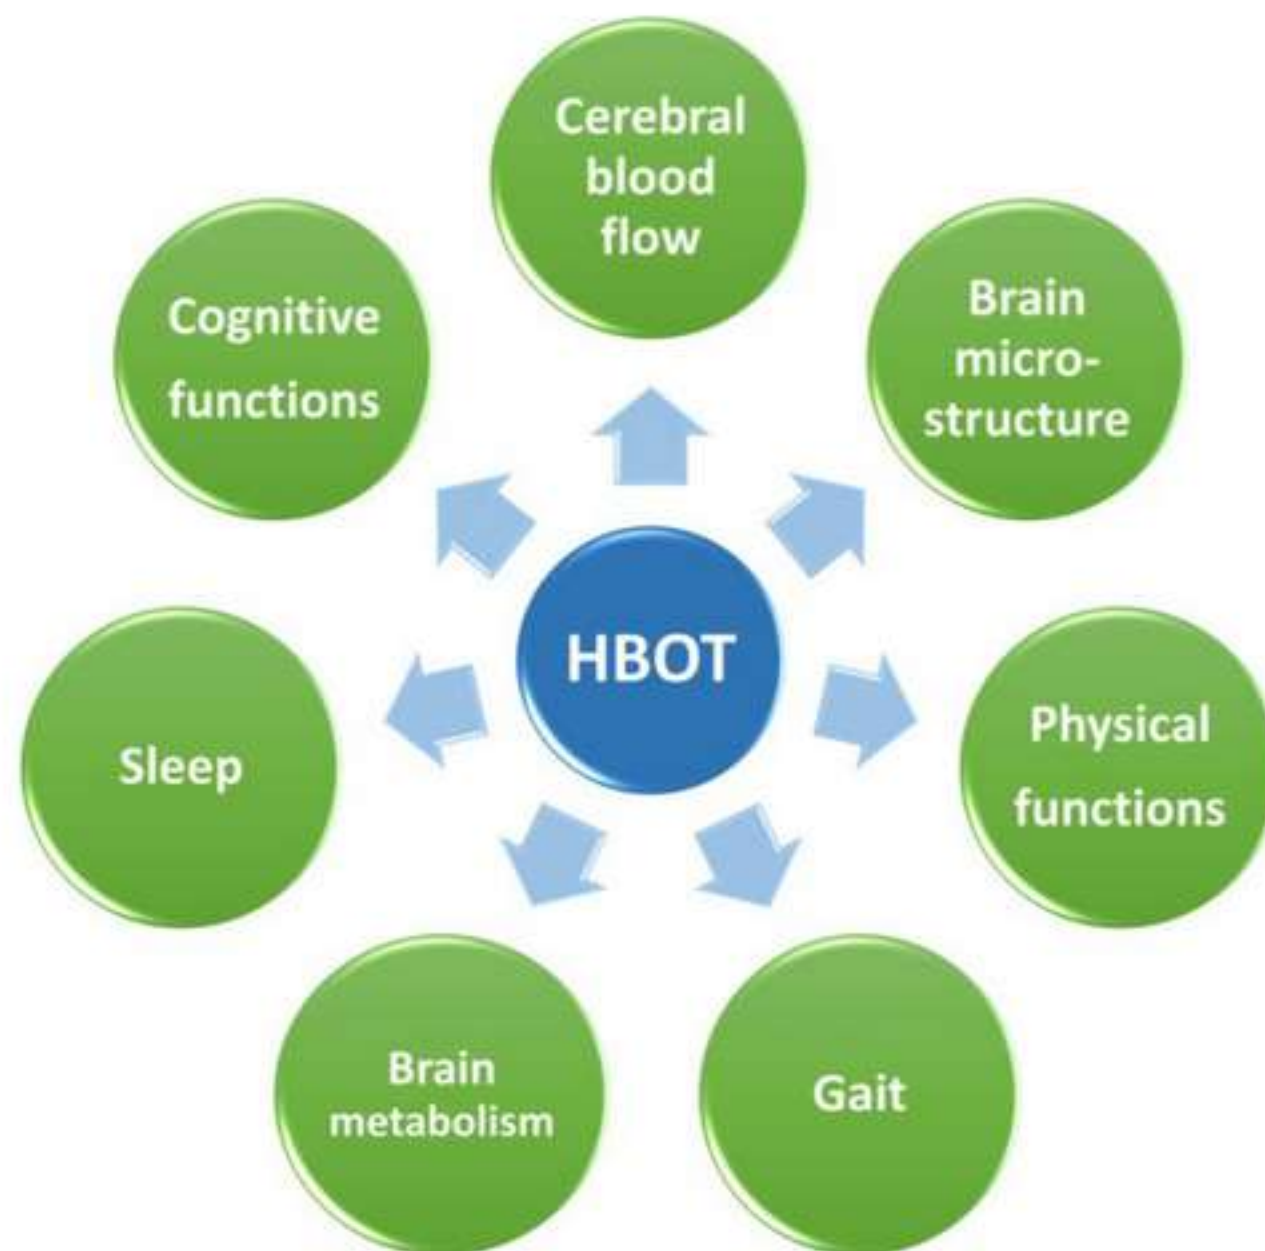 Cerebral
blood
flow
Brain
micro-
structure
Physical
functions
Gait
Brain
metabolism
Sleep
Cognitive
functions
HBOT